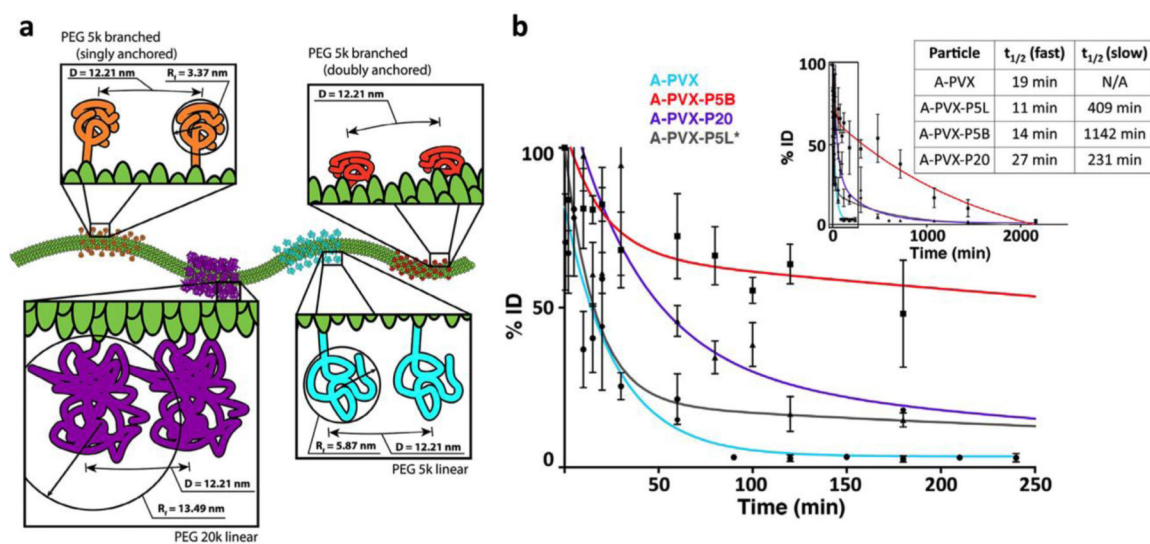 a
PEG 5k branched
(singly anchored)
D = 12.21 nm
Rf = 3.37 nm
PEG 5k branched
(doubly anchored)
D = 12.21 nm
D = 12.21 nm
Rf = 13.49 nm
PEG 20k linear
Rf = 5.87 nm
D = 12.21 nm
PEG 5k linear
b
A-PVX
A-PVX-P5B
A-PVX-P20
A-PVX-P5L*
% ID
100
50
0
50
100
150
200
250
Time (min)
% ID
100
50
0
0
1000
2000
Time (min)
Particle t1/2 (fast) t1/2 (slow)
A-PVX 19 min N/A
A-PVX-P5L 11 min 409 min
A-PVX-P5B 14 min 1142 min
A-PVX-P20 27 min 231 min